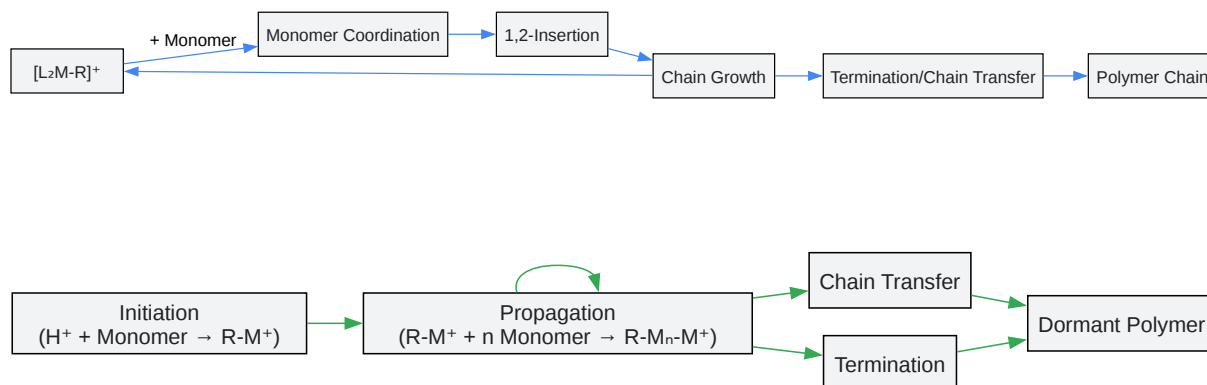 + Monomer
[L₂M-R]⁺
Monomer Coordination
1,2-Insertion
Chain Growth
Termination/Chain Transfer
Polymer Chain
Initiation
(H⁺ + Monomer → R-M⁺)
Propagation
(R-M⁺ + n Monomer → R-Mₙ-M⁺)
Chain Transfer
Termination
Dormant Polymer